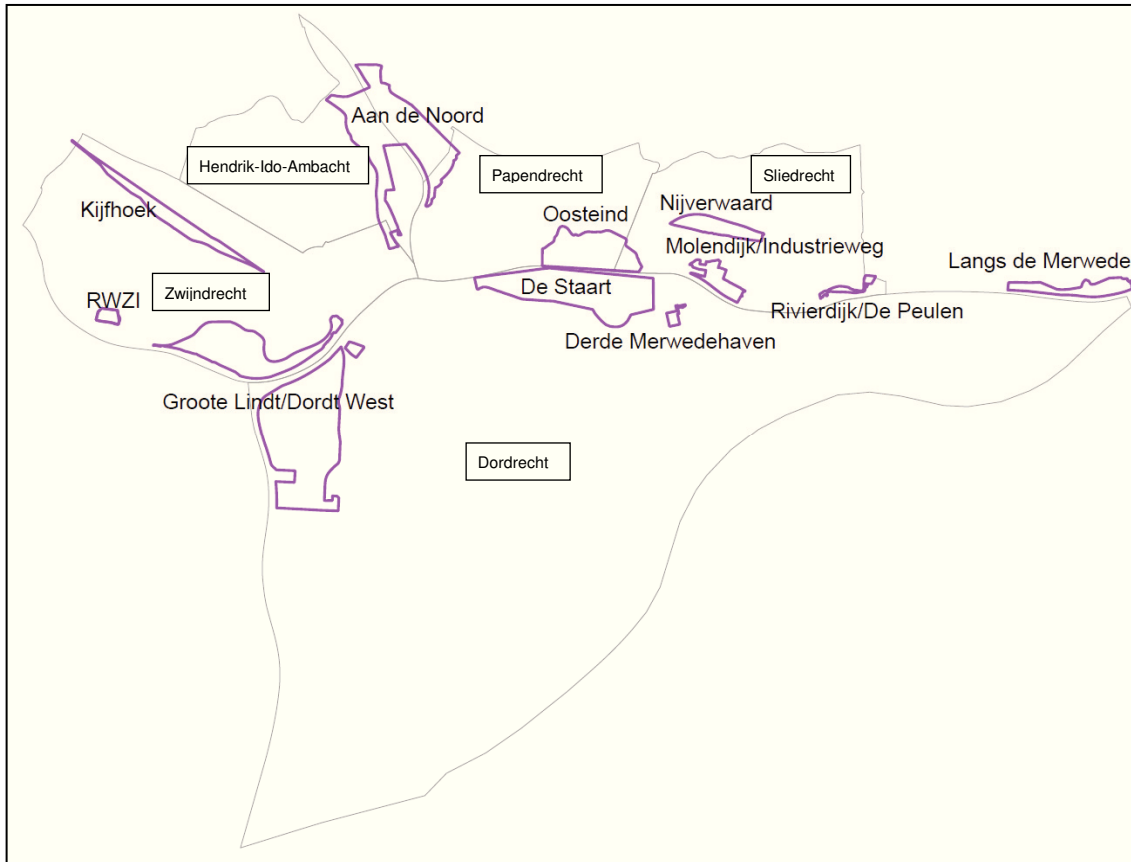 Aan de Noord
Hendrik-Ido-Ambacht
Papendrecht
Sliedrecht
Kijfhoek
Oosteind
Nijverwaard
Molendijk/Industrieweg
Langs de Merwede
RWZI
Zwijndrecht
De Staart
Rivierdijk/De Peulen
Derde Merwedehaven
Groote Lindt/Dordt West
Dordrecht